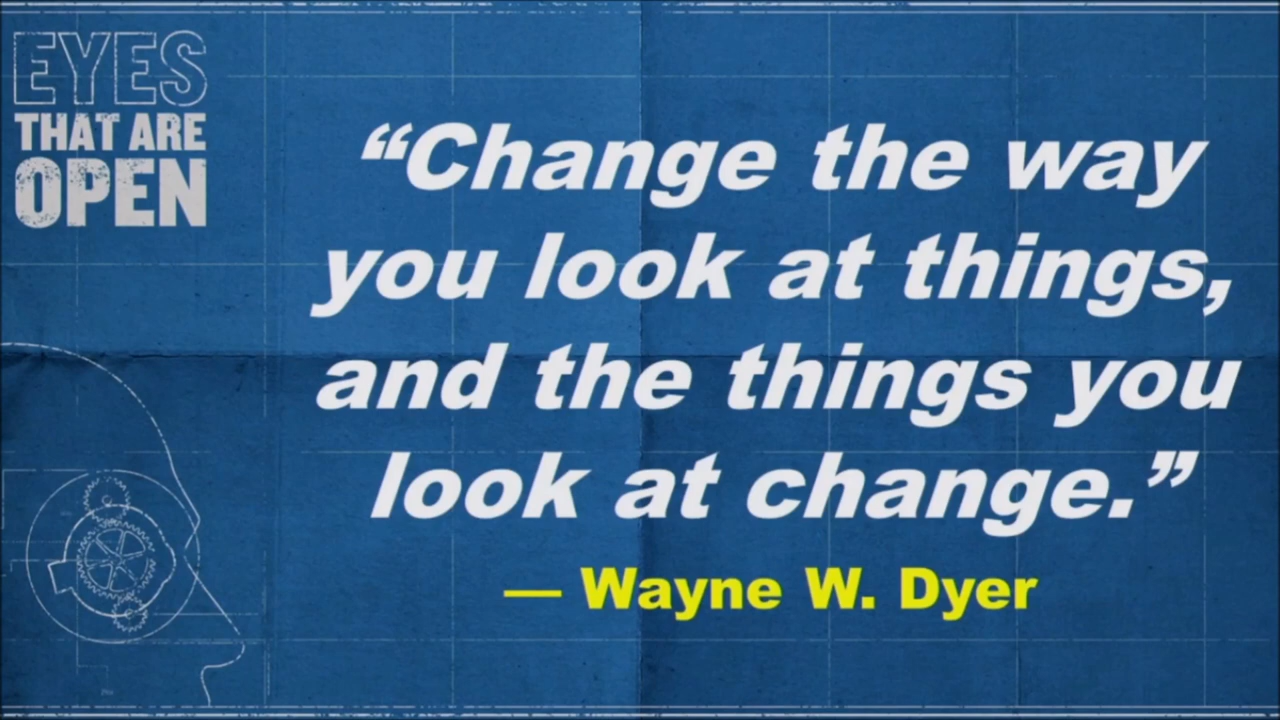 EYES
THAT ARE
OPEN
“Change the way
you look at things,
and the things you
look at change.”
— Wayne W. Dyer